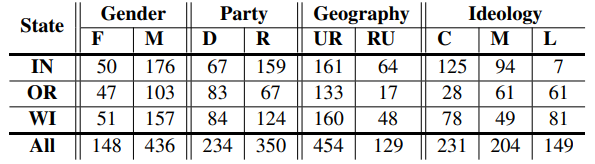 State Gender Party Geography Ideology
F M D R UR RU C M L
IN 50 176 67 159 161 64 125 94 7
OR 47 103 83 67 133 17 28 61 61
WI 51 157 84 124 160 48 78 49 81
All 148 436 234 350 454 129 231 204 149